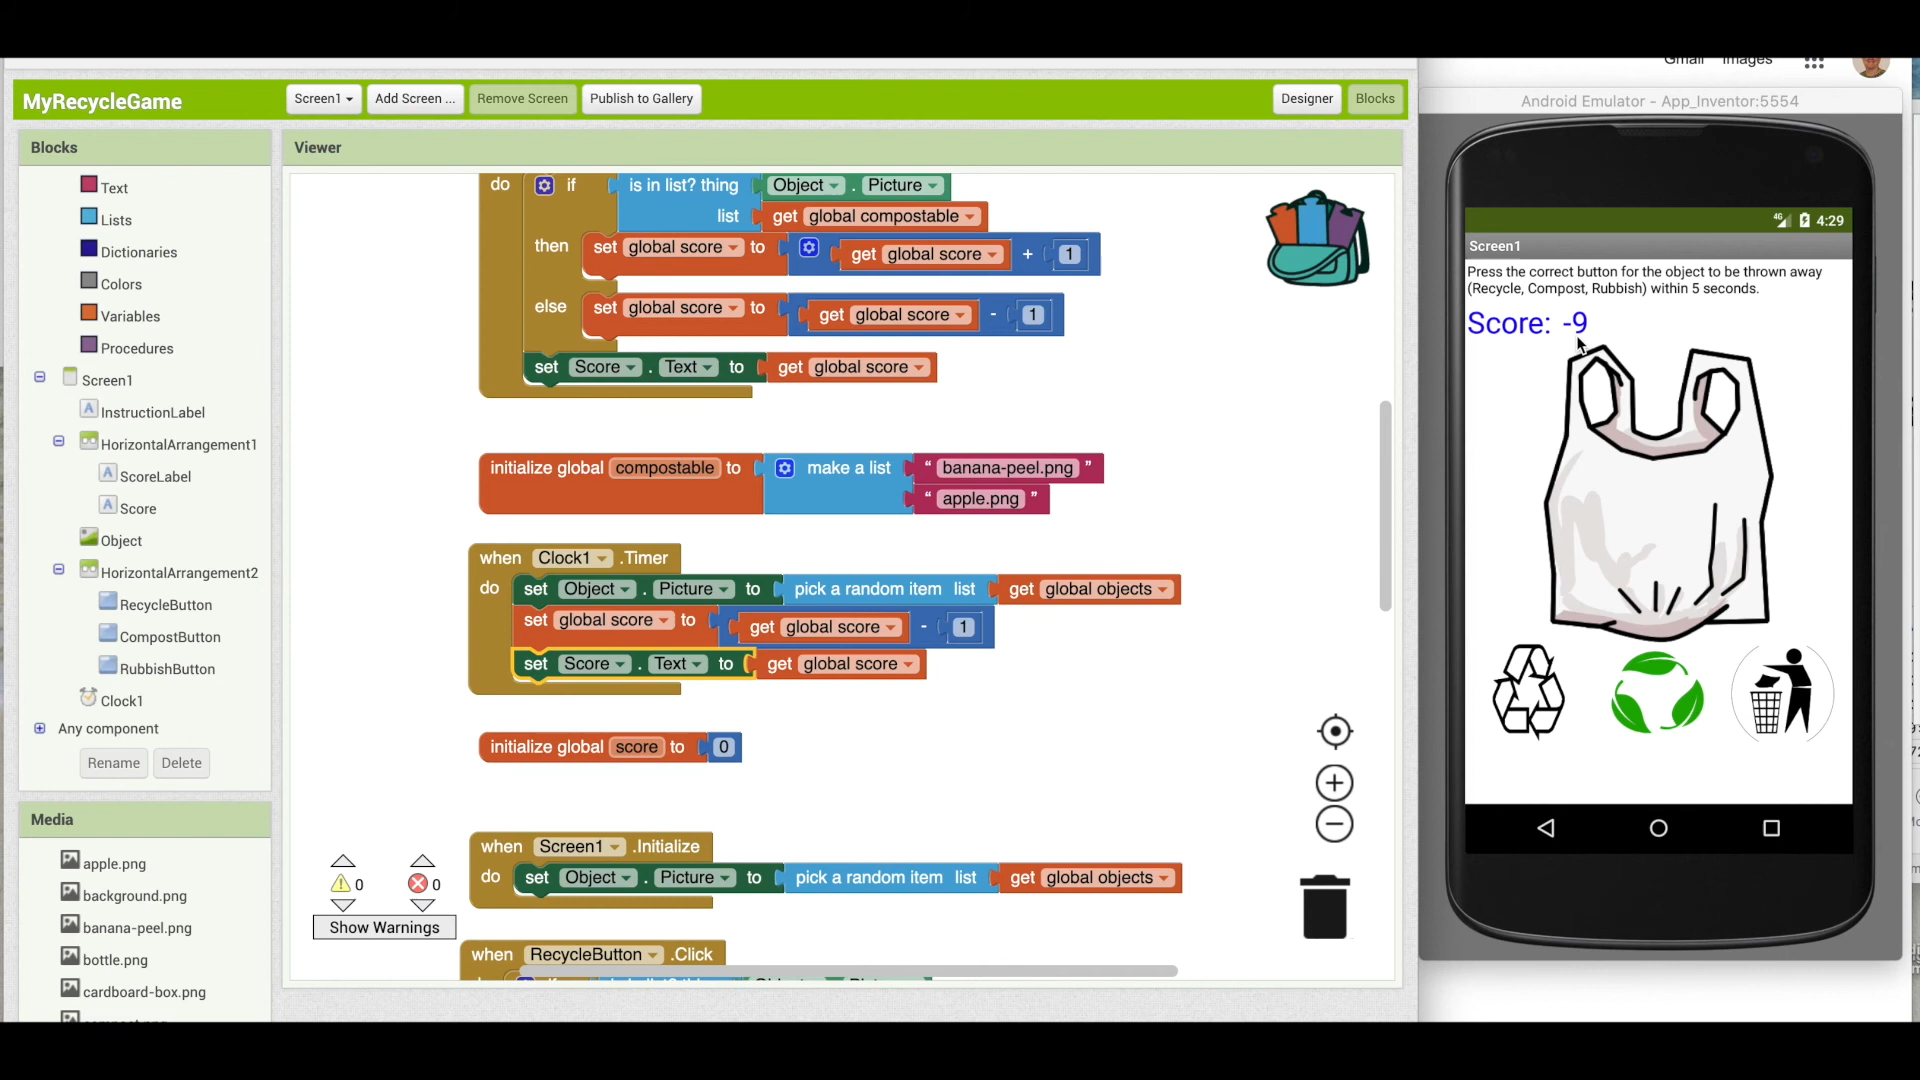 Gmail Images
MyRecycleGame
Screen1 Add Screen ... Remove Screen Publish to Gallery Designer Blocks
Android Emulator - App_Inventor:5554
Blocks
Text
Lists
Dictionaries
Colors
Variables
Procedures
Screen1
InstructionLabel
HorizontalArrangement1
ScoreLabel
Score
Object
HorizontalArrangement2
RecycleButton
CompostButton
RubbishButton
Clock1
Any component
Rename Delete
Media
apple.png
background.png
banana-peel.png
bottle.png
cardboard-box.png
Viewer
do if is in list? thing Object . Picture
list get global compostable
then set global score to get global score + 1
else set global score to get global score - 1
set Score . Text to get global score
initialize global compostable to make a list “ banana-peel.png ”
“ apple.png ”
when Clock1 .Timer
do set Object . Picture to pick a random item list get global objects
set global score to get global score - 1
set Score . Text to get global score
initialize global score to 0
when Screen1 .Initialize
do set Object . Picture to pick a random item list get global objects
when RecycleButton .Click
0 0
Show Warnings
4G 4:29
Screen1
Press the correct button for the object to be thrown away
(Recycle, Compost, Rubbish) within 5 seconds.
Score: -9